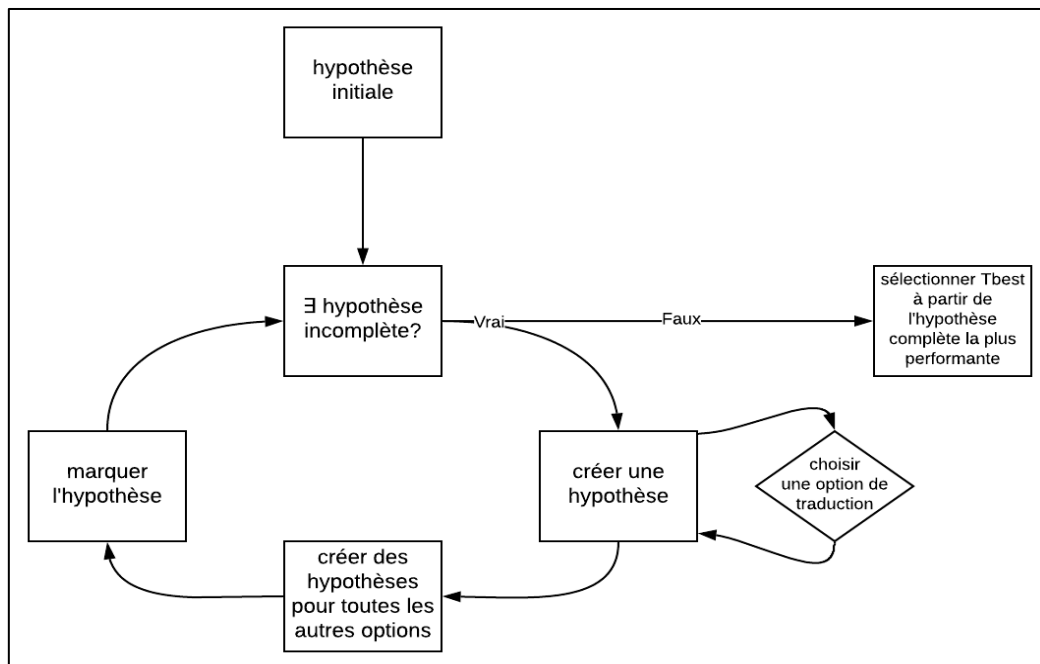 hypothèse
initiale
∃ hypothèse
incomplète?
Vrai
Faux
sélectionner Tbest
à partir de
l'hypothèse
complète la plus
performante
marquer
l'hypothèse
créer une
hypothèse
choisir
une option de
traduction
créer des
hypothèses
pour toutes les
autres options